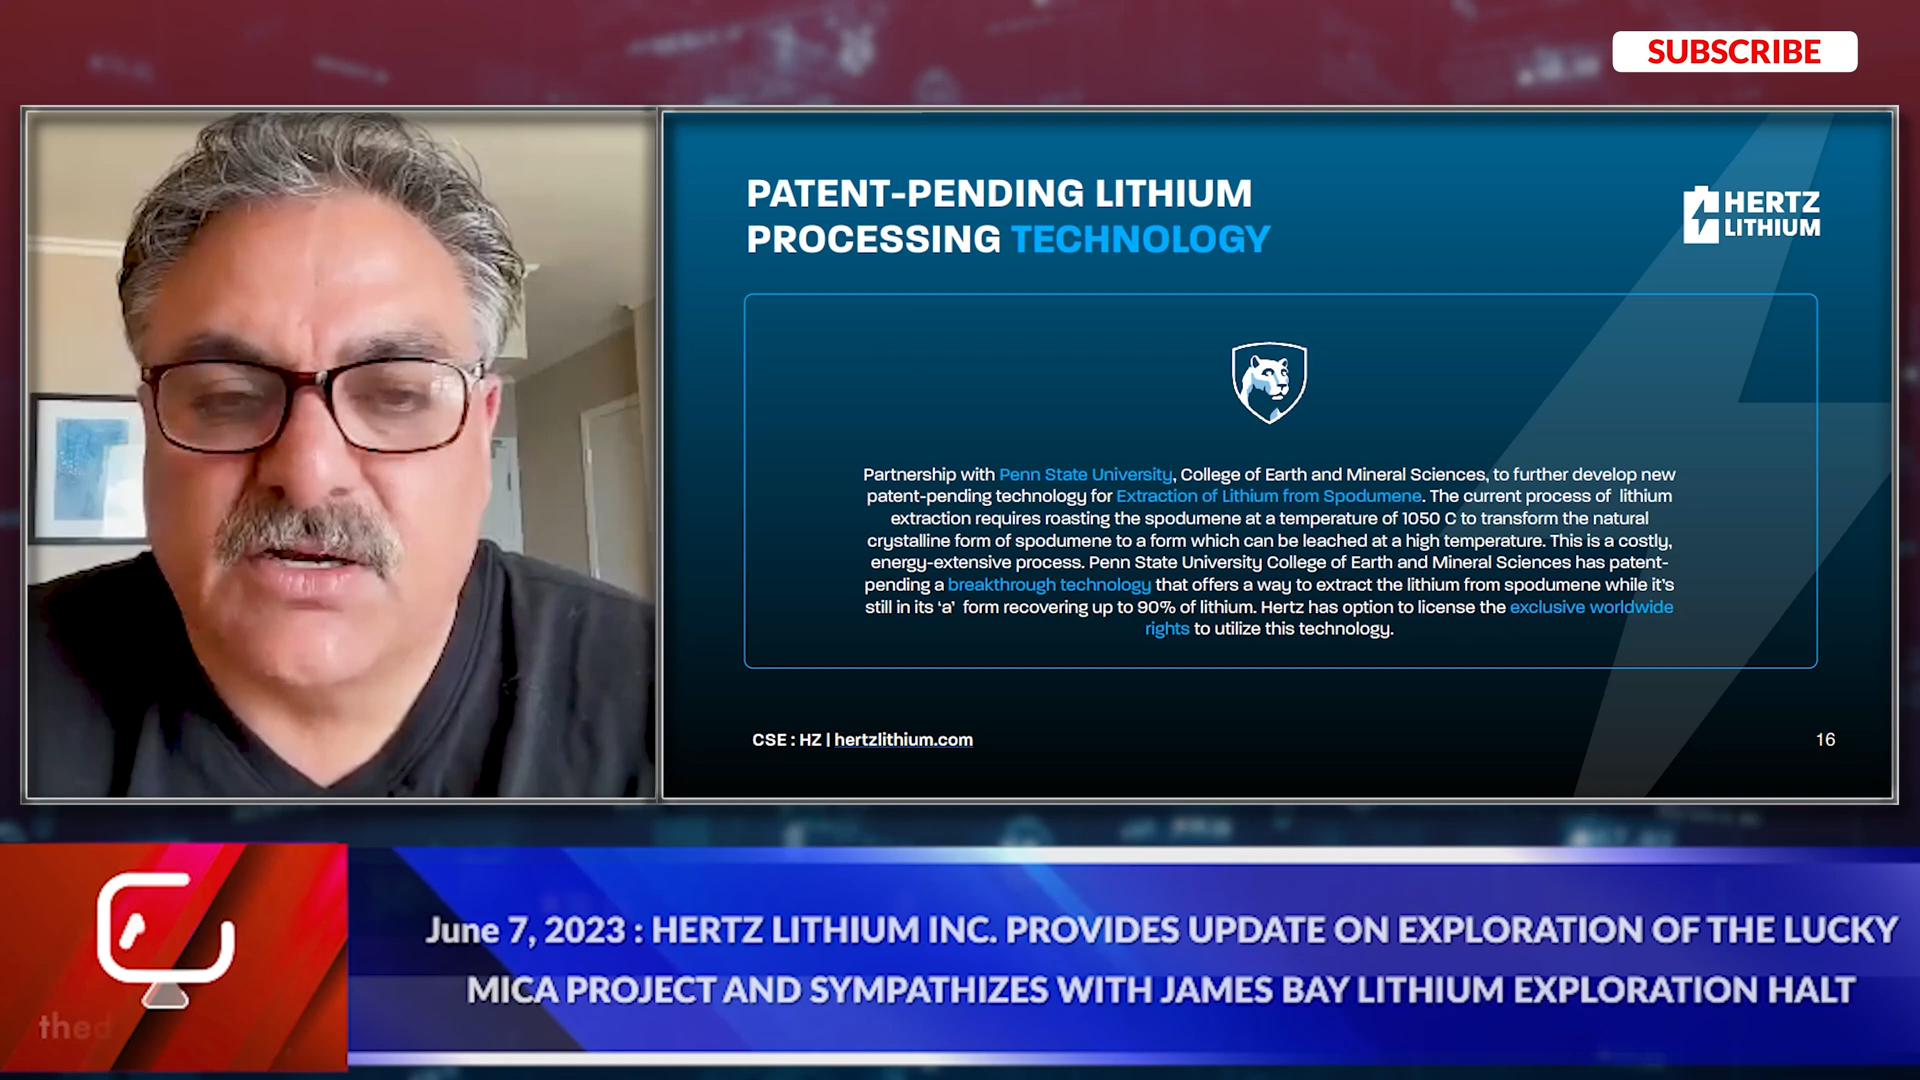 SUBSCRIBE
PATENT-PENDING LITHIUM
PROCESSING TECHNOLOGY
HERTZ
LITHIUM
Partnership with Penn State University, College of Earth and Mineral Sciences, to further develop new
patent-pending technology for Extraction of Lithium from Spodumene. The current process of lithium
extraction requires roasting the spodumene at a temperature of 1050 C to transform the natural
crystalline form of spodumene to a form which can be leached at a high temperature. This is a costly,
energy-extensive process. Penn State University College of Earth and Mineral Sciences has patent-
pending a breakthrough technology that offers a way to extract the lithium from spodumene while it's
still in its 'a' form recovering up to 90% of lithium. Hertz has option to license the exclusive worldwide
rights to utilize this technology.
CSE : HZ | hertzlithium.com
16
June 7, 2023 : HERTZ LITHIUM INC. PROVIDES UPDATE ON EXPLORATION OF THE LUCKY
MICA PROJECT AND SYMPATHIZES WITH JAMES BAY LITHIUM EXPLORATION HALT